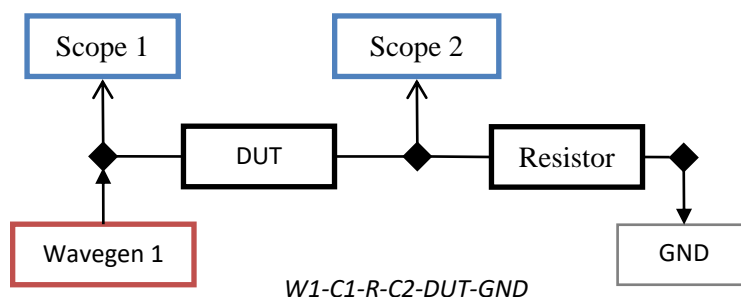 Scope 1
Scope 2
DUT
Resistor
Wavegen 1
GND
W1-C1-R-C2-DUT-GND